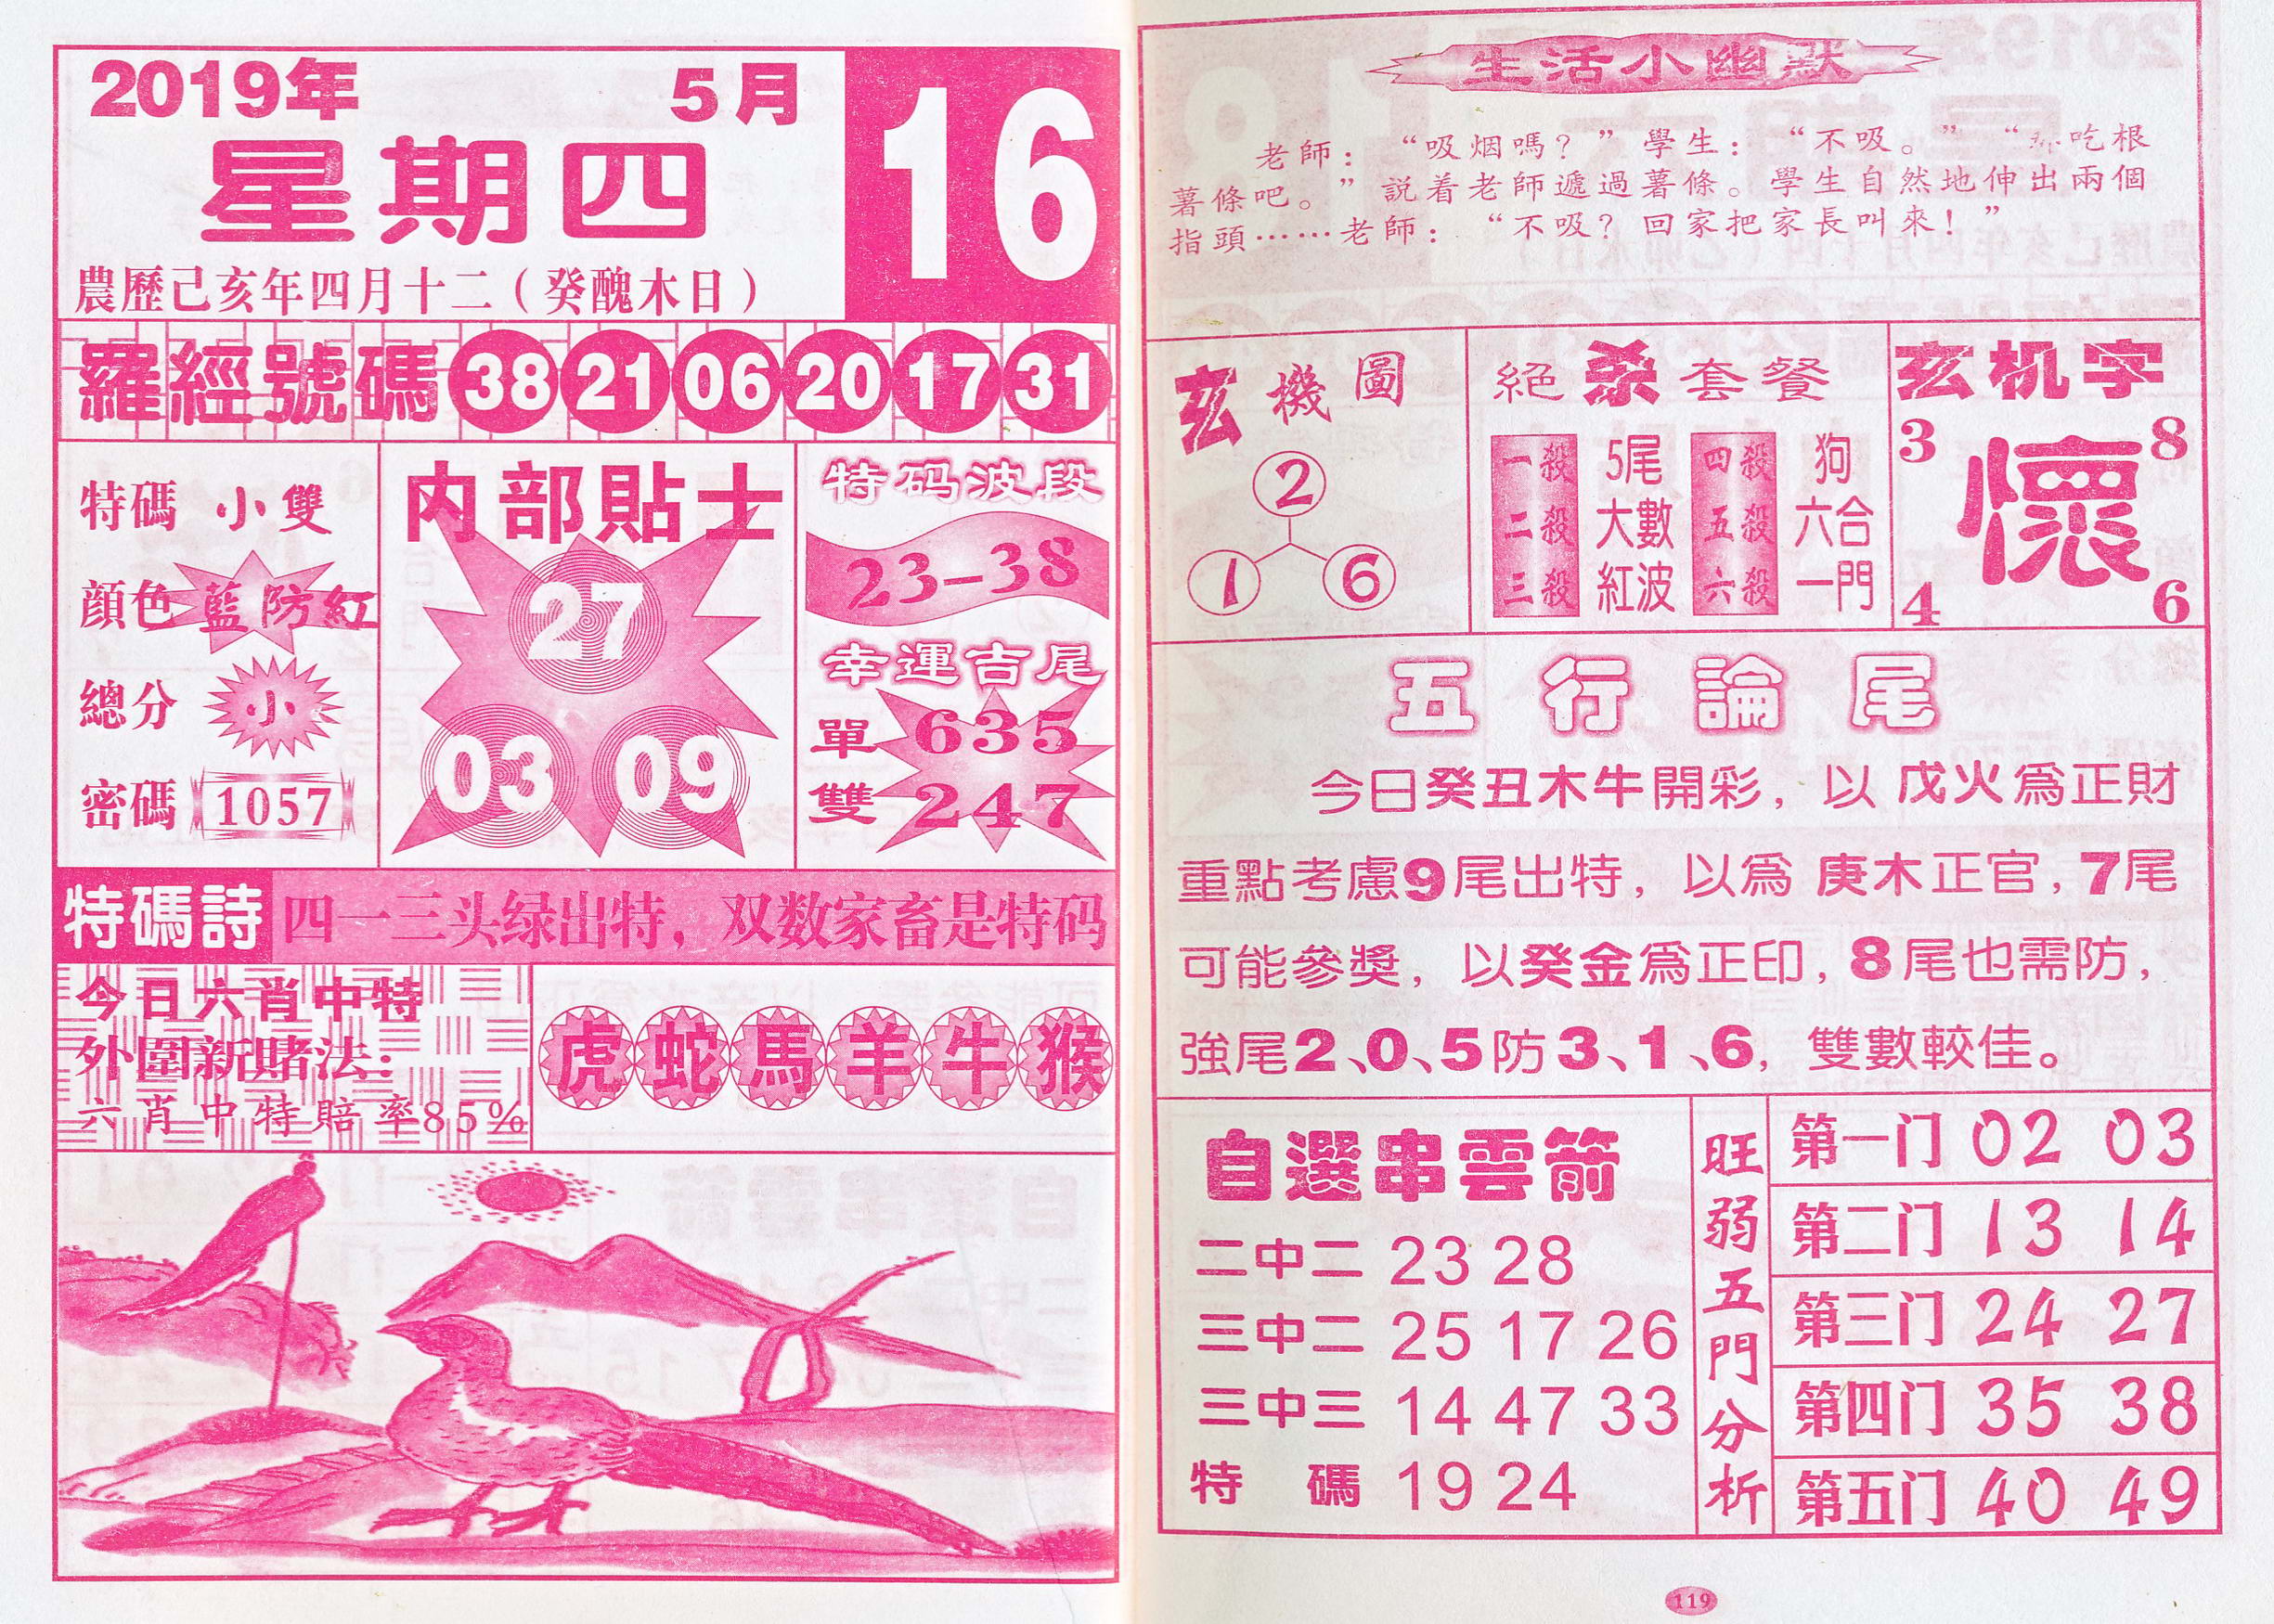 2019年 5月 16
星期四
農歷己亥年四月十二（癸醜木日）
羅經號碼 38 21 06 20 17 31
特碼 小雙
顔色 藍防紅
總分 小
密碼 1057
内部貼士
27
03 09
特码波段
23-38
幸運吉尾
單 635
雙 247
特碼詩 四一三头绿出特，双数家畜是特码
今日六肖中特
外圍新賭法：
六肖中特賠率85%
虎 蛇 馬 羊 牛 猴
生活小幽默
老師：“吸烟嗎？”學生：“不吸。”“吃根
薯條吧。”説着老師遞過薯條。學生自然地伸出兩個
指頭……老師：“不吸？回家把家長叫來！”
玄機圖
2
1 6
絕杀套餐
一殺 5尾 四殺 狗
二殺 大數 五殺 六合
三殺 紅波 六殺 一門
玄机字
3 8
懷
4 6
五行論尾
今日癸丑木牛開彩，以戊火爲正財
重點考慮9尾出特，以爲庚木正官，7尾
可能參獎，以癸金爲正印，8尾也需防，
強尾2、0、5防3、1、6，雙數較佳。
自選串雲箭
二中二 23 28
三中二 25 17 26
三中三 14 47 33
特碼 19 24
旺弱五門分析
第一门 02 03
第二门 13 14
第三门 24 27
第四门 35 38
第五门 40 49
119